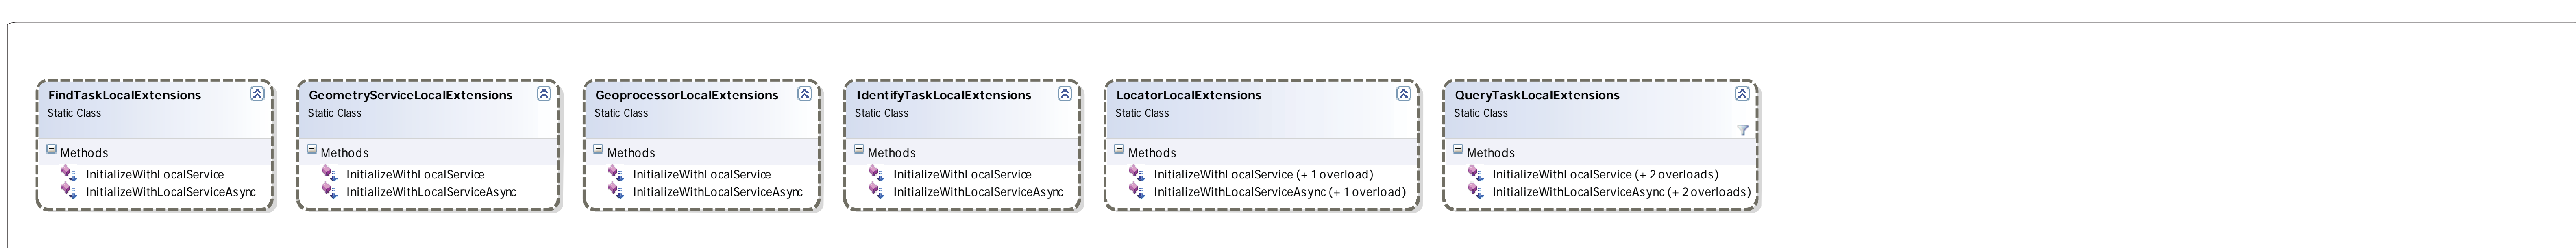 FindTaskLocalExtensions
Static Class
Methods
InitializeWithLocalService
InitializeWithLocalServiceAsync
GeometryServiceLocalExtensions
Static Class
Methods
InitializeWithLocalService
InitializeWithLocalServiceAsync
GeoprocessorLocalExtensions
Static Class
Methods
InitializeWithLocalService
InitializeWithLocalServiceAsync
IdentifyTaskLocalExtensions
Static Class
Methods
InitializeWithLocalService
InitializeWithLocalServiceAsync
LocatorLocalExtensions
Static Class
Methods
InitializeWithLocalService (+ 1 overload)
InitializeWithLocalServiceAsync (+ 1 overload)
QueryTaskLocalExtensions
Static Class
Methods
InitializeWithLocalService (+ 2 overloads)
InitializeWithLocalServiceAsync (+ 2 overloads)